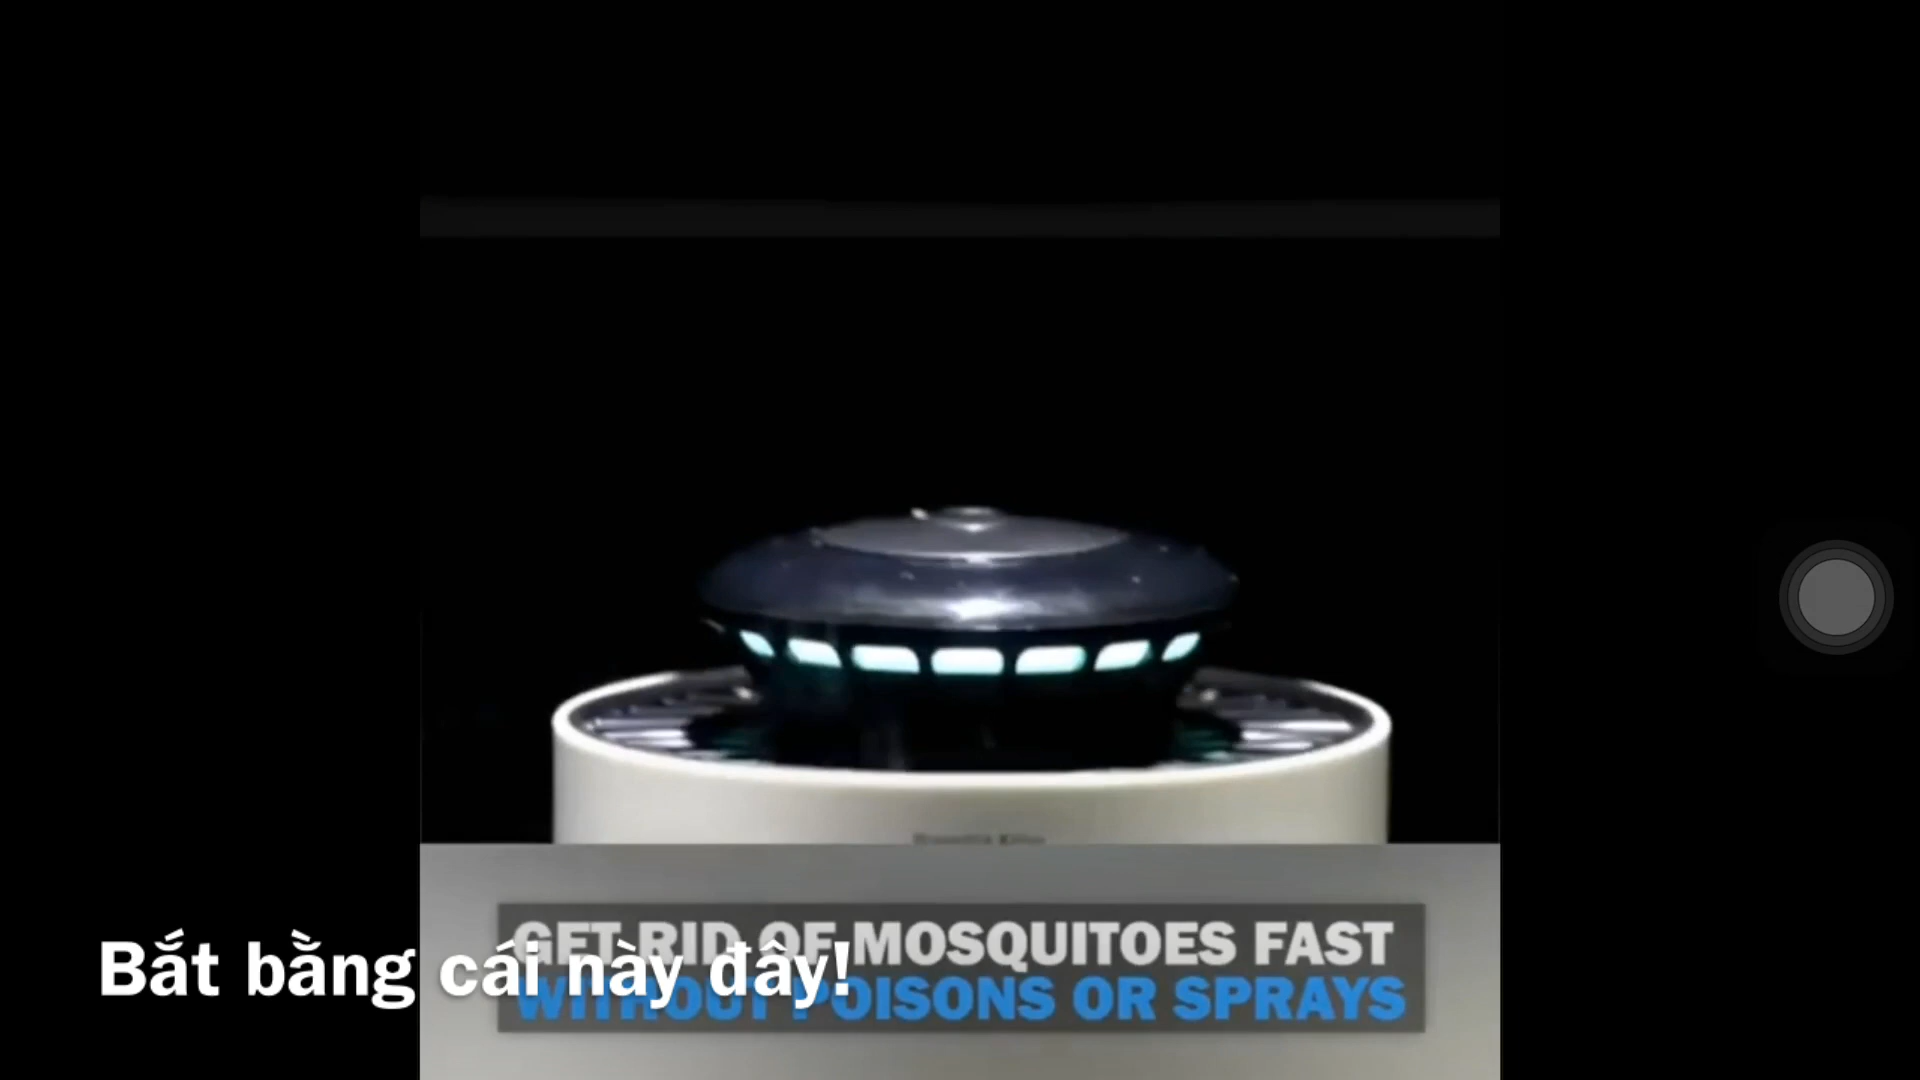 GET RID OF MOSQUITOES FAST
WITHOUT POISONS OR SPRAYS
Bắt bằng cái này đây!